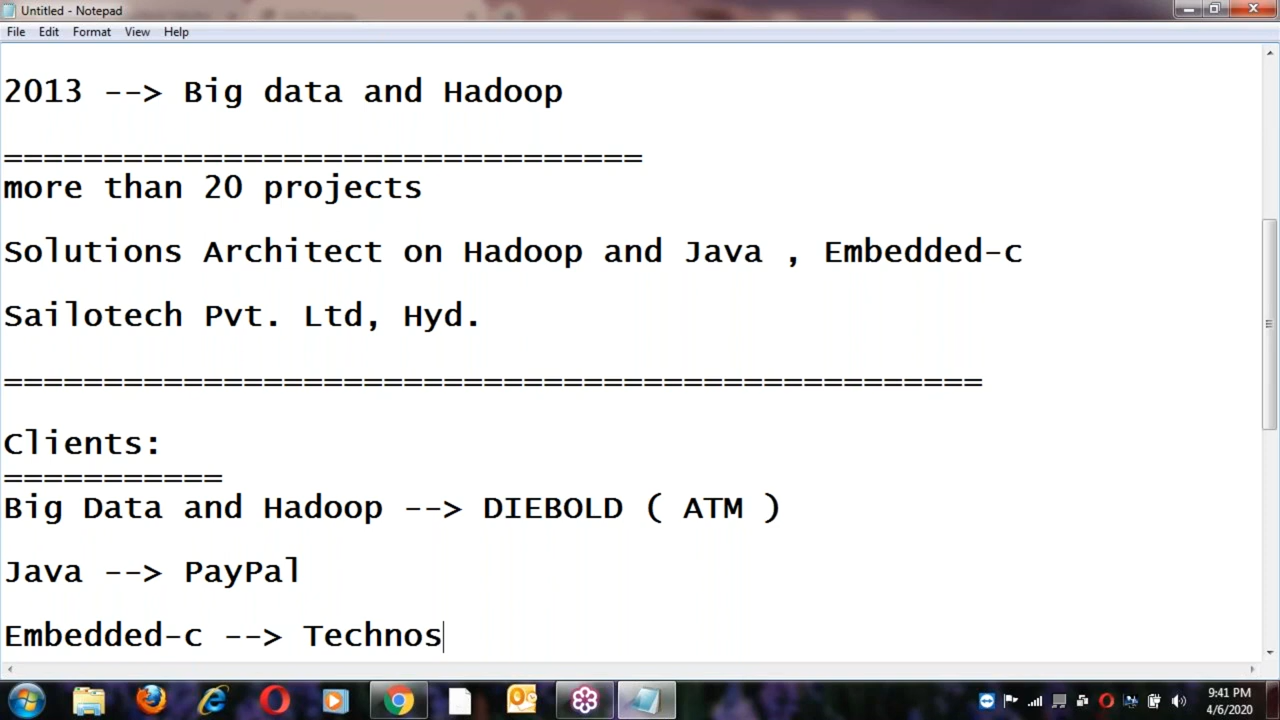 Untitled - Notepad
File Edit Format View Help
2013 --> Big data and Hadoop
================================
more than 20 projects
Solutions Architect on Hadoop and Java , Embedded-c
Sailotech Pvt. Ltd, Hyd.
=================================================
Clients:
===========
Big Data and Hadoop --> DIEBOLD ( ATM )
Java --> PayPal
Embedded-c --> Technos
9:41 PM
4/6/2020